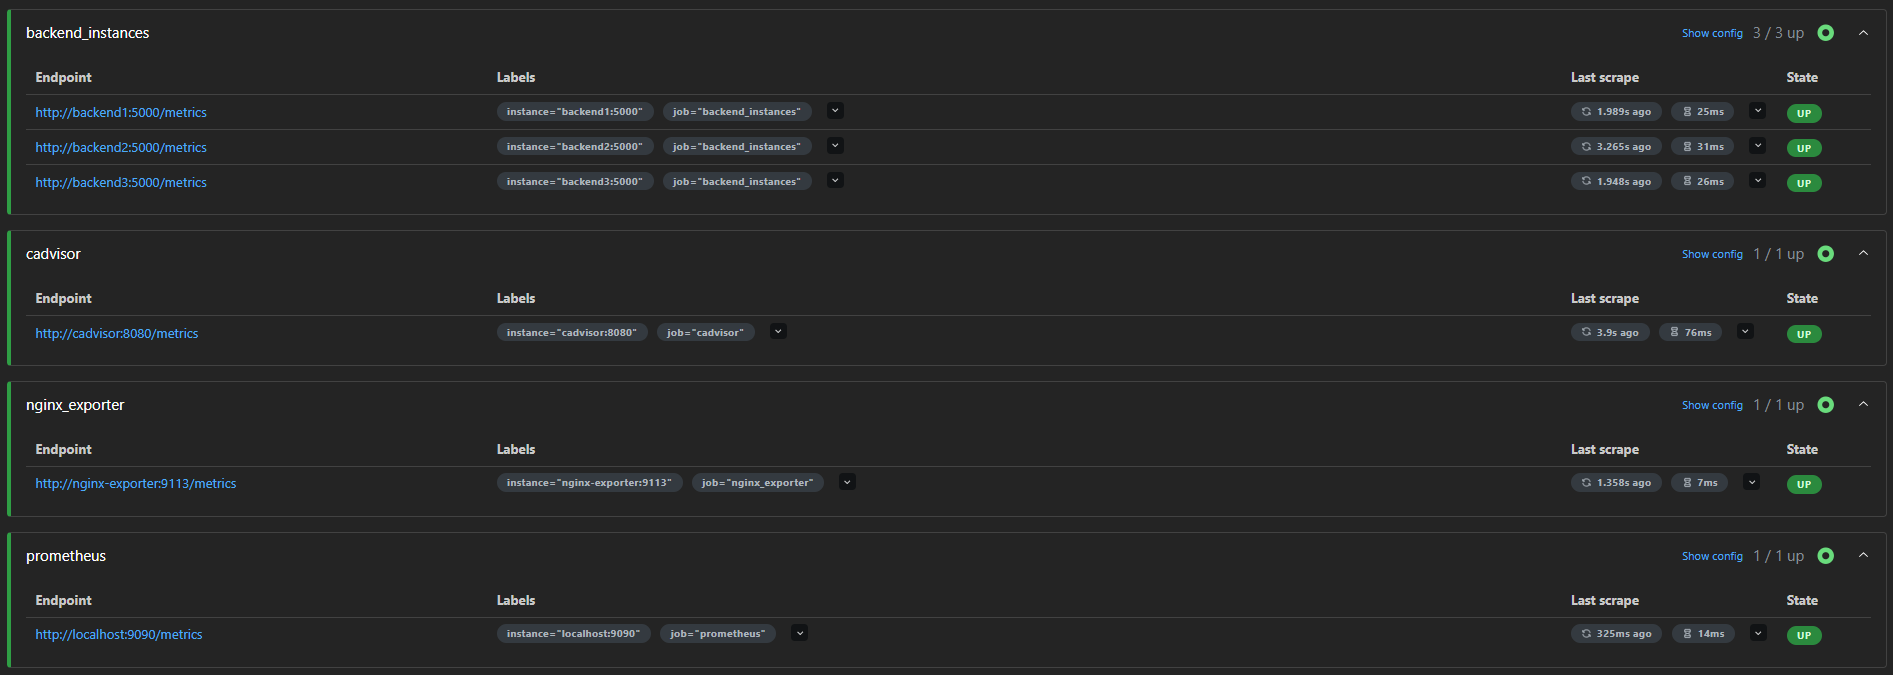 backend_instances Show config 3 / 3 up
Endpoint Labels Last scrape State
http://backend1:5000/metrics instance="backend1:5000" job="backend_instances" 1.989s ago 25ms UP
http://backend2:5000/metrics instance="backend2:5000" job="backend_instances" 3.265s ago 31ms UP
http://backend3:5000/metrics instance="backend3:5000" job="backend_instances" 1.948s ago 26ms UP
cadvisor Show config 1 / 1 up
Endpoint Labels Last scrape State
http://cadvisor:8080/metrics instance="cadvisor:8080" job="cadvisor" 3.9s ago 76ms UP
nginx_exporter Show config 1 / 1 up
Endpoint Labels Last scrape State
http://nginx-exporter:9113/metrics instance="nginx-exporter:9113" job="nginx_exporter" 1.358s ago 7ms UP
prometheus Show config 1 / 1 up
Endpoint Labels Last scrape State
http://localhost:9090/metrics instance="localhost:9090" job="prometheus" 325ms ago 14ms UP